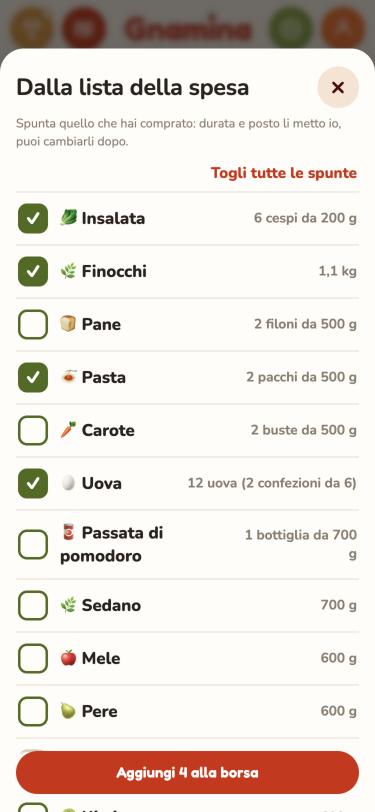 Gnamina
Dalla lista della spesa
Spunta quello che hai comprato: durata e posto li metto io,
puoi cambiarli dopo.
Togli tutte le spunte
Insalata 6 cespi da 200 g
Finocchi 1,1 kg
Pane 2 filoni da 500 g
Pasta 2 pacchi da 500 g
Carote 2 buste da 500 g
Uova 12 uova (2 confezioni da 6)
Passata di pomodoro 1 bottiglia da 700 g
Sedano 700 g
Mele 600 g
Pere 600 g
Aggiungi 4 alla borsa